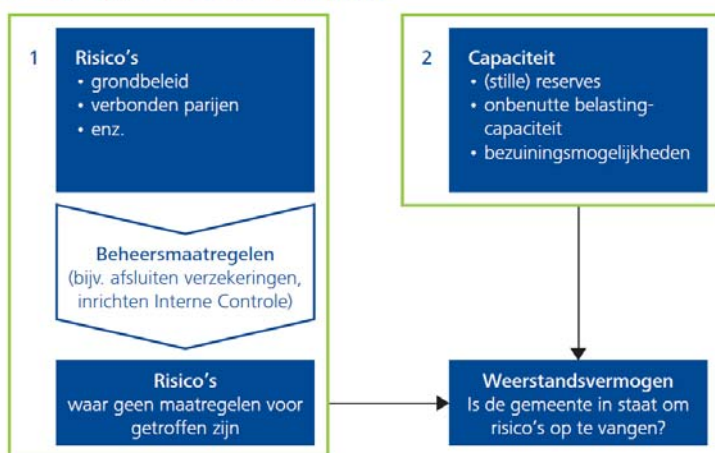 1
Risico's
• grondbeleid
• verbonden parijen
• enz.
Beheersmaatregelen
(bijv. afsluiten verzekeringen,
inrichten Interne Controle)
Risico's
waar geen maatregelen voor
getroffen zijn
2
Capaciteit
• (stille) reserves
• onbenutte belasting-
capaciteit
• bezuiningsmogelijkheden
Weerstandsvermogen
Is de gemeente in staat om
risico's op te vangen?